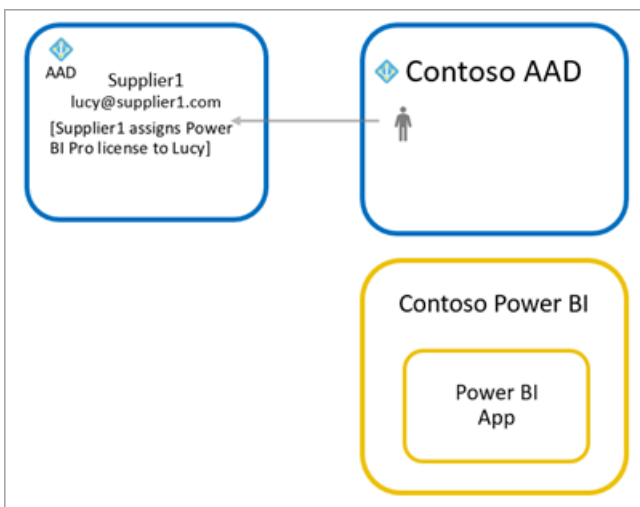 AAD
Supplier1
lucy@supplier1.com
[Supplier1 assigns Power
BI Pro license to Lucy]
Contoso AAD
Contoso Power BI
Power BI
App